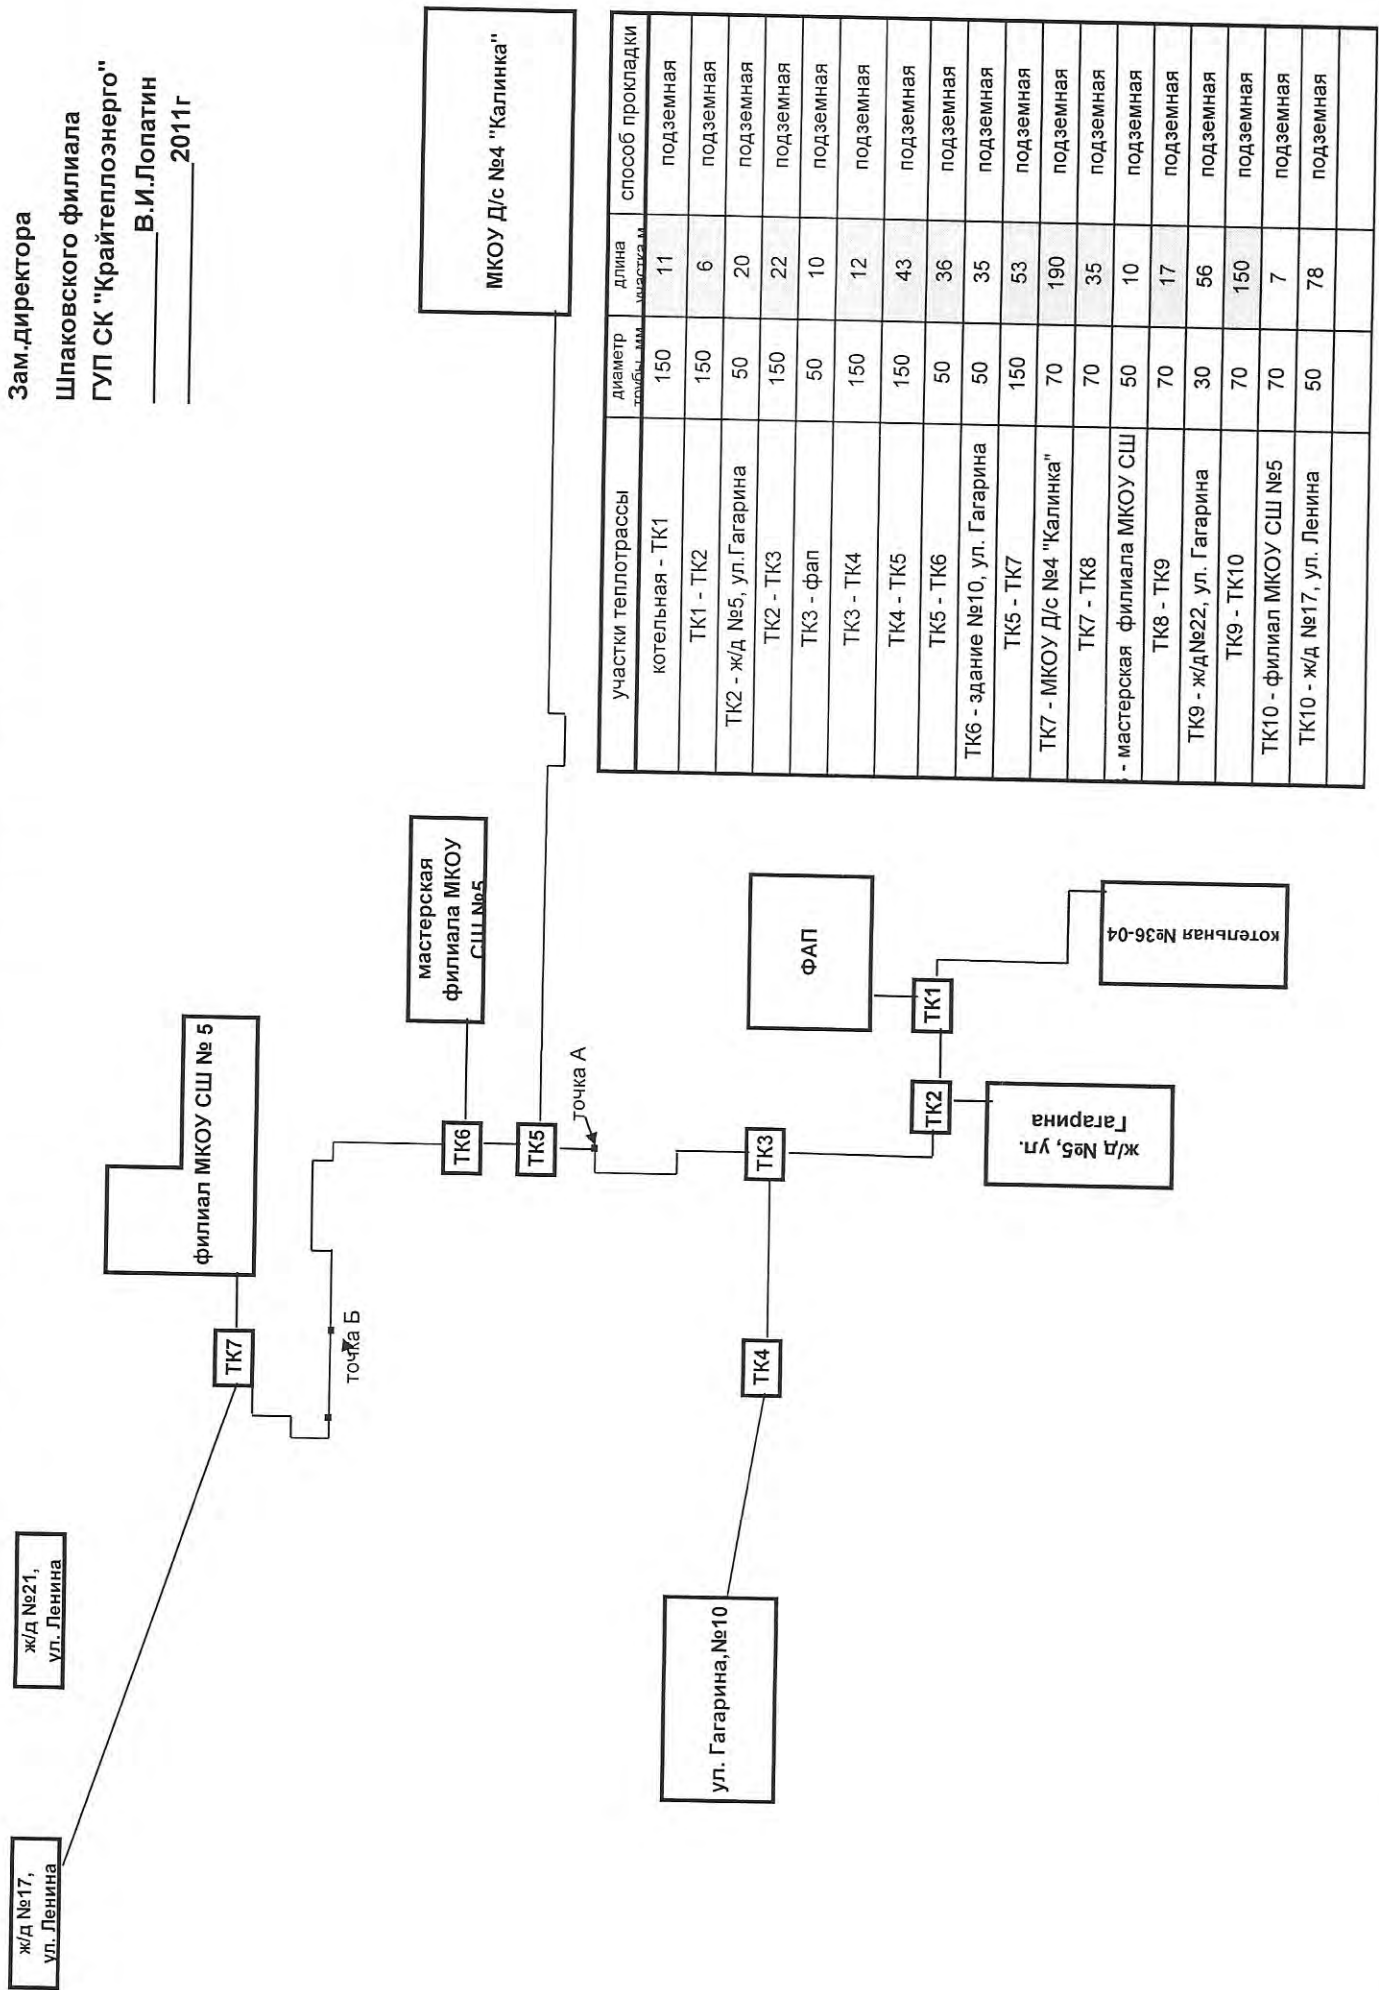 Зам.директора
Шпаковского филиала
ГУП СК "Крайтеплоэнерго"
В.И.Лопатин
2011г
ж/д №17,
ул. Ленина
ж/д №21,
ул. Ленина
ТК7
филиал МКОУ СШ № 5
точка Б
мастерская
филиала МКОУ
СШ №5
ТК6
ТК5
точка А
МКОУ Д/с №4 "Калинка"
ул. Гагарина,№10
ТК4
ТК3
ФАП
ТК1
ТК2
ж/д №5, ул.
Гагарина
котельная №36-04
участки теплотрассы диаметр трубы, мм длина участка м способ прокладки
котельная - ТК1 150 11 подземная
ТК1 - ТК2 150 6 подземная
ТК2 - ж/д №5, ул.Гагарина 50 20 подземная
ТК2 - ТК3 150 22 подземная
ТК3 - фап 50 10 подземная
ТК3 - ТК4 150 12 подземная
ТК4 - ТК5 150 43 подземная
ТК5 - ТК6 50 36 подземная
ТК6 - здание №10, ул. Гагарина 50 35 подземная
ТК5 - ТК7 150 53 подземная
ТК7 - МКОУ Д/с №4 "Калинка" 70 190 подземная
ТК7 - ТК8 70 35 подземная
- мастерская филиала МКОУ СШ 50 10 подземная
ТК8 - ТК9 70 17 подземная
ТК9 - ж/д№22, ул. Гагарина 30 56 подземная
ТК9 - ТК10 70 150 подземная
ТК10 - филиал МКОУ СШ №5 70 7 подземная
ТК10 - ж/д №17, ул. Ленина 50 78 подземная